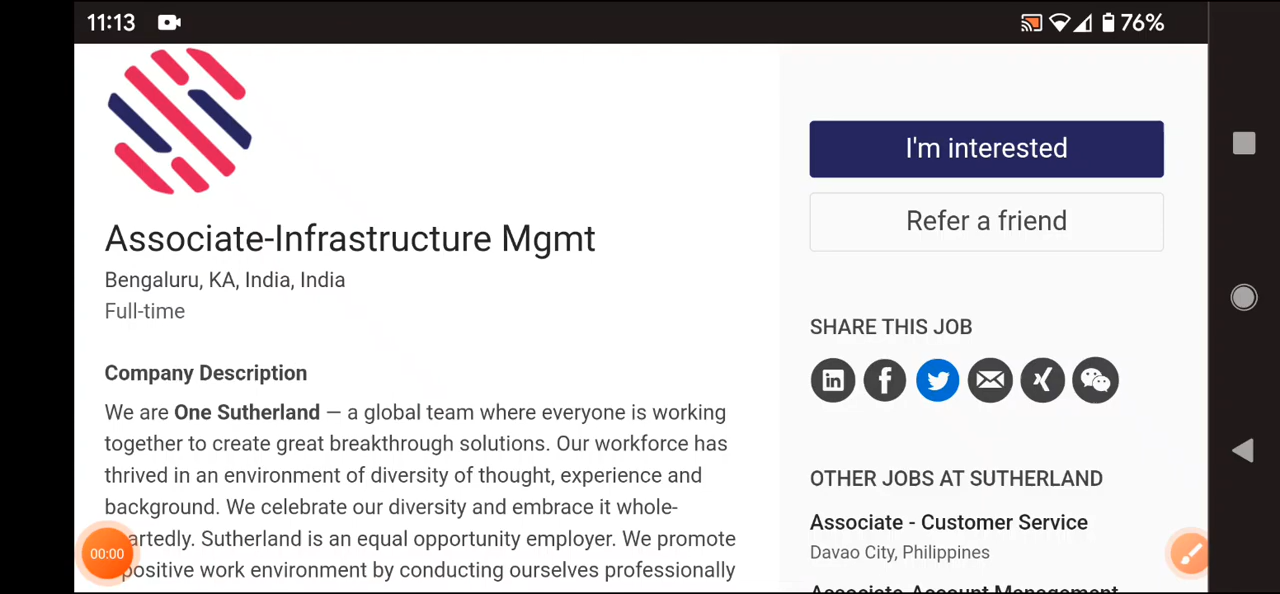 11:13
76%
Associate-Infrastructure Mgmt
Bengaluru, KA, India, India
Full-time
Company Description
We are One Sutherland — a global team where everyone is working
together to create great breakthrough solutions. Our workforce has
thrived in an environment of diversity of thought, experience and
background. We celebrate our diversity and embrace it whole-
artedly. Sutherland is an equal opportunity employer. We promote
positive work environment by conducting ourselves professionally
00:00
I'm interested
Refer a friend
SHARE THIS JOB
in
f
OTHER JOBS AT SUTHERLAND
Associate - Customer Service
Davao City, Philippines
Associate Account Management